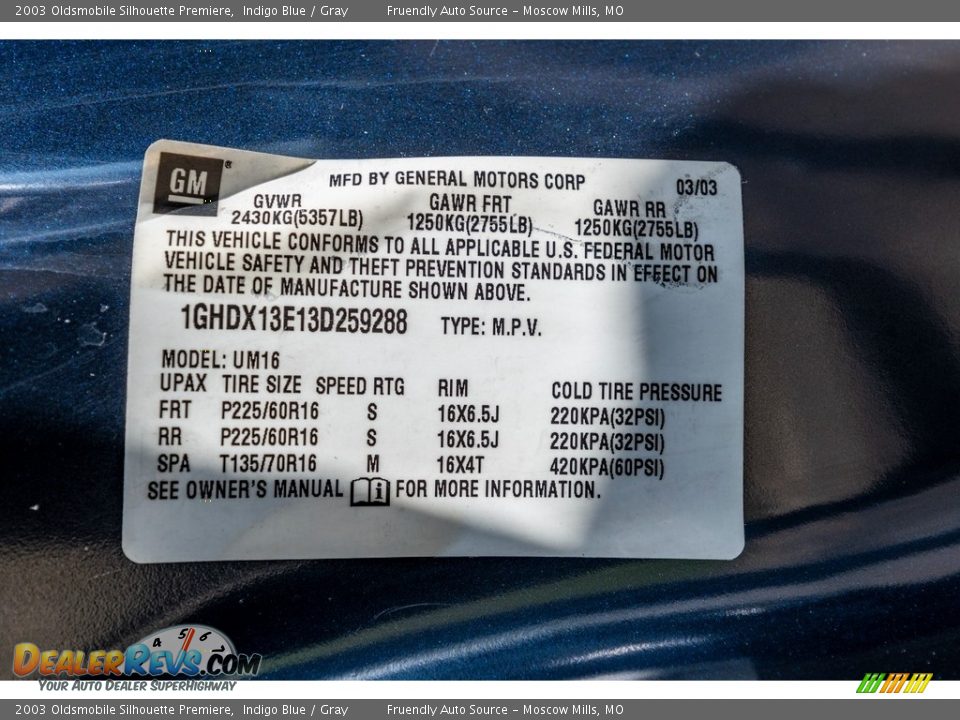 2003 Oldsmobile Silhouette Premiere, Indigo Blue / Gray Fruendly Auto Source - Moscow Mills, MO
GM®
MFD BY GENERAL MOTORS CORP 03/03
GVWR GAWR FRT GAWR RR
2430KG(5357LB) 1250KG(2755LB) 1250KG(2755LB)
THIS VEHICLE CONFORMS TO ALL APPLICABLE U.S. FEDERAL MOTOR
VEHICLE SAFETY AND THEFT PREVENTION STANDARDS IN EFFECT ON
THE DATE OF MANUFACTURE SHOWN ABOVE.
1GHDX13E13D259288 TYPE: M.P.V.
MODEL: UM16
UPAX TIRE SIZE SPEED RTG RIM COLD TIRE PRESSURE
FRT P225/60R16 S 16X6.5J 220KPA(32PSI)
RR P225/60R16 S 16X6.5J 220KPA(32PSI)
SPA T135/70R16 M 16X4T 420KPA(60PSI)
SEE OWNER'S MANUAL i FOR MORE INFORMATION.
4 5 6
DEALERREVS.COM
YOUR AUTO DEALER SUPERHIGHWAY
2003 Oldsmobile Silhouette Premiere, Indigo Blue / Gray Fruendly Auto Source - Moscow Mills, MO